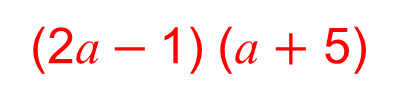 (2a − 1) (a + 5)